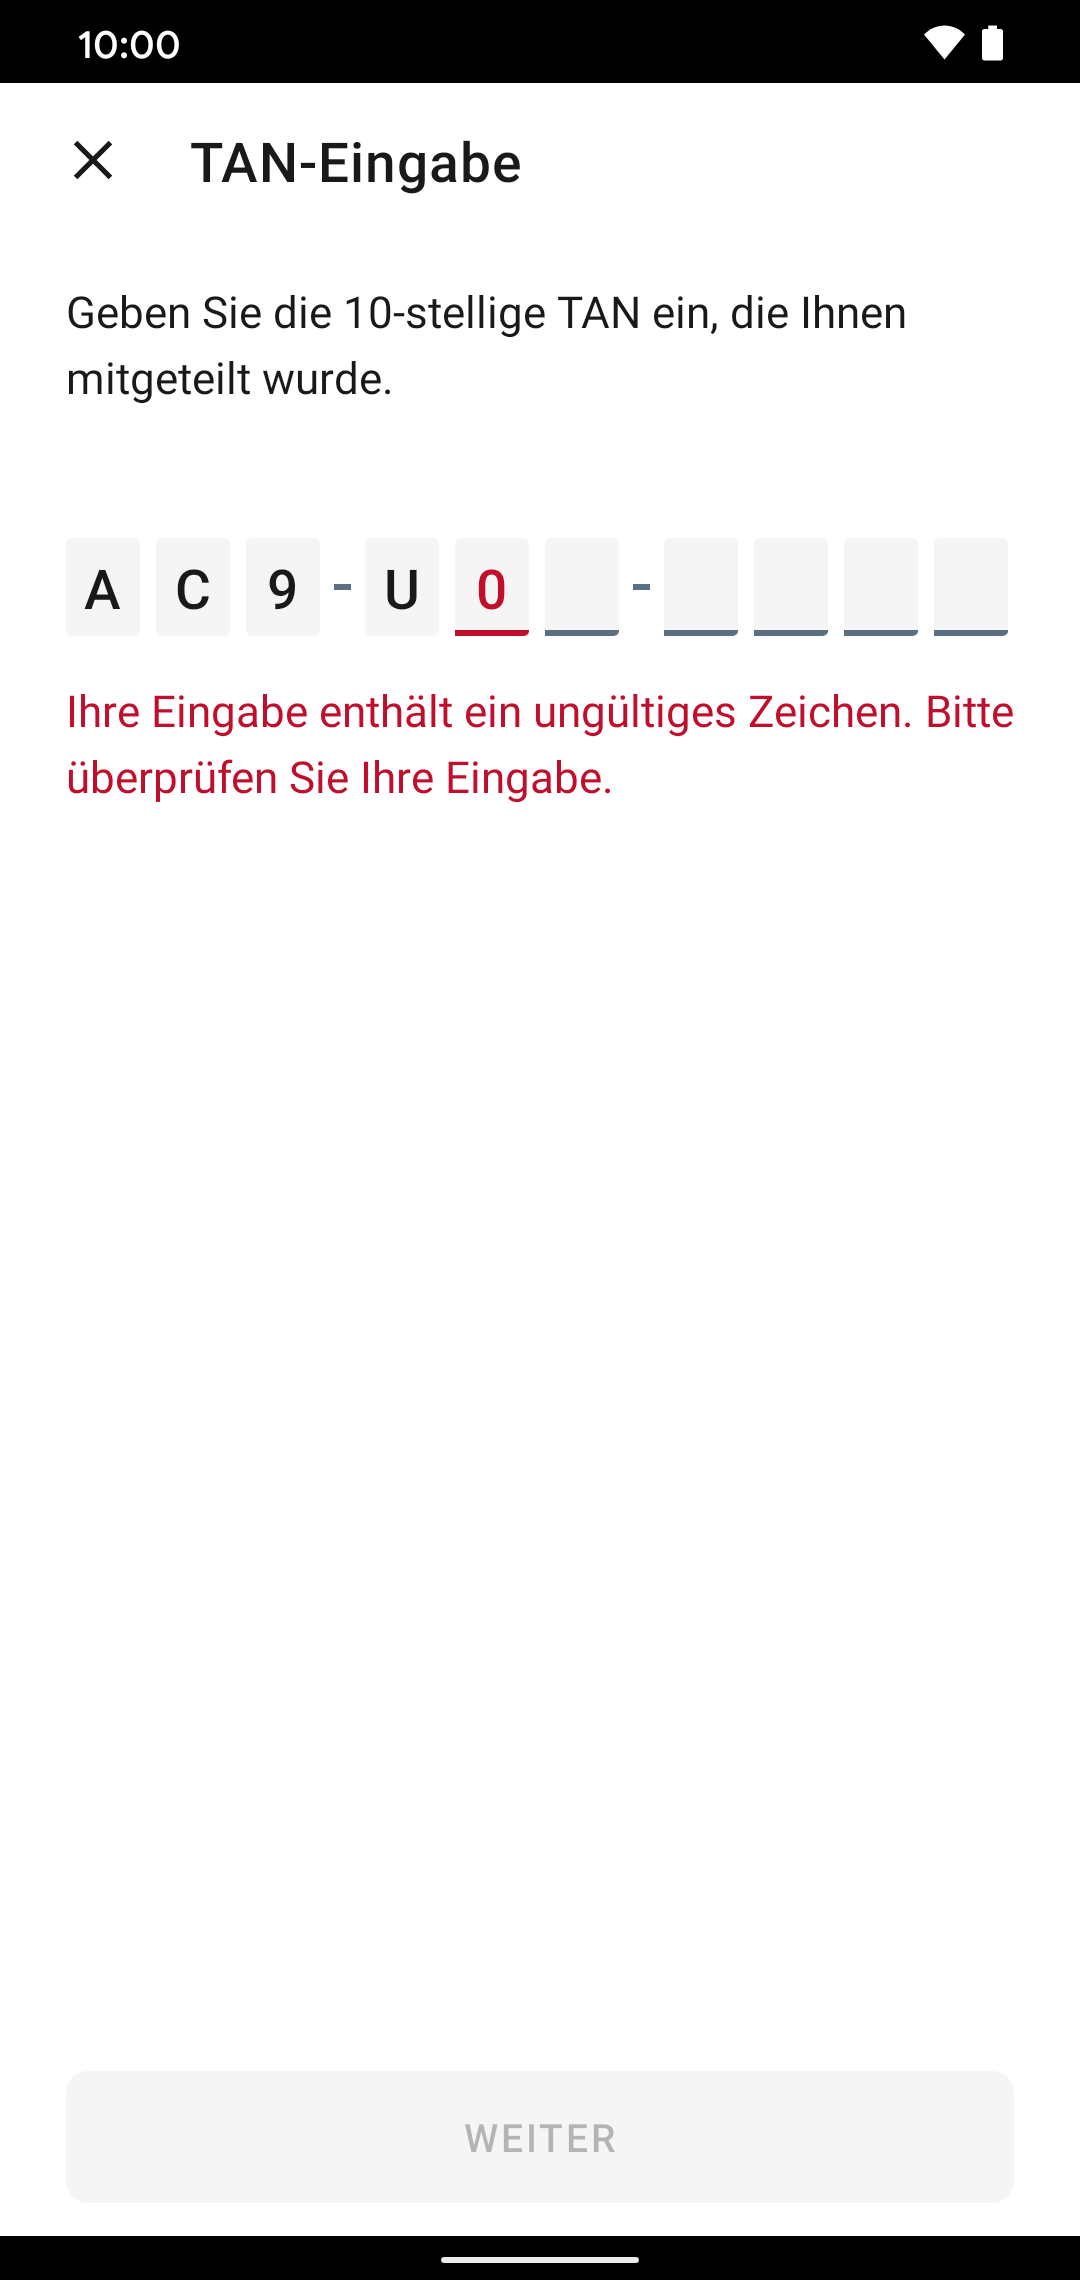 10:00
TAN-Eingabe
Geben Sie die 10-stellige TAN ein, die Ihnen
mitgeteilt wurde.
A C 9 - U 0 -
Ihre Eingabe enthält ein ungültiges Zeichen. Bitte
überprüfen Sie Ihre Eingabe.
WEITER